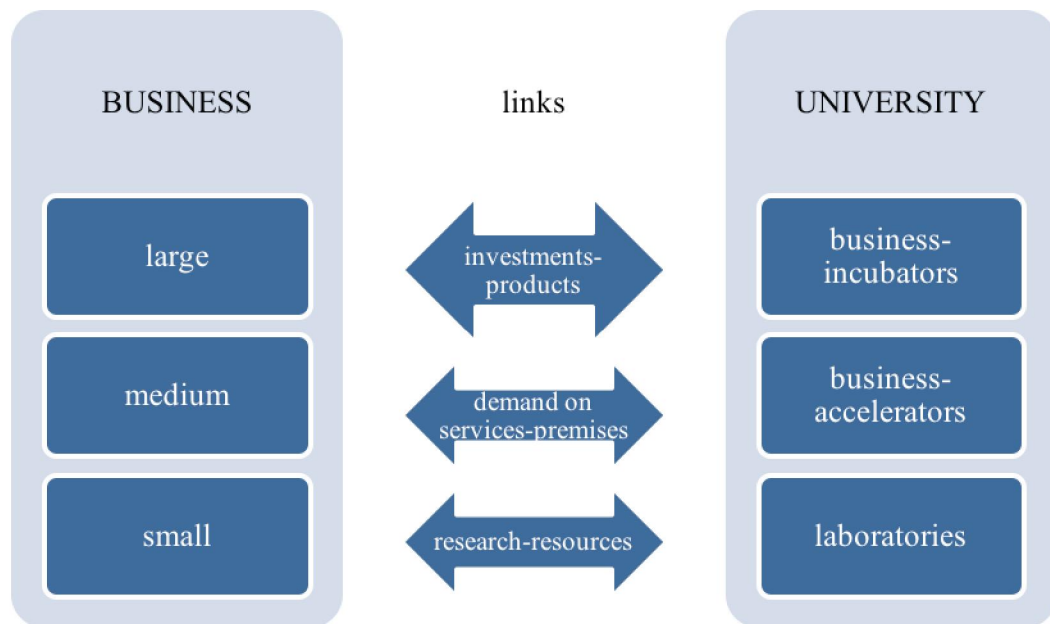 BUSINESS
links
UNIVERSITY
large
investments-
products
business-
incubators
medium
demand on
services-premises
business-
accelerators
small
research-resources
laboratories